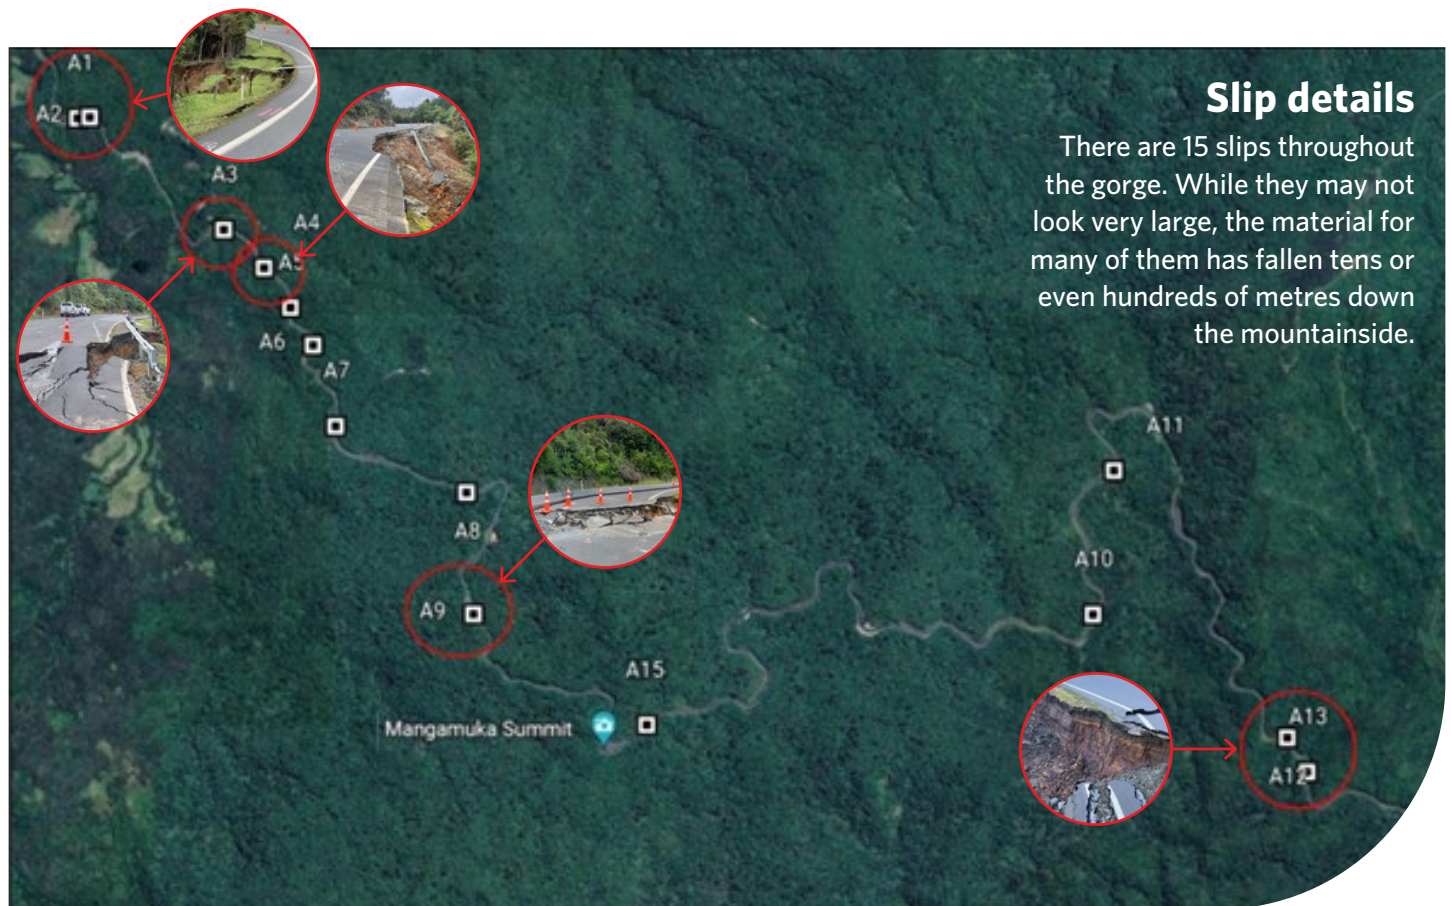 Slip details
There are 15 slips throughout
the gorge. While they may not
look very large, the material for
many of them has fallen tens or
even hundreds of metres down
the mountainside.
A1
A2
A3
A4
A5
A6
A7
A8
A9
A15
Mangamuka Summit
A10
A11
A13
A12